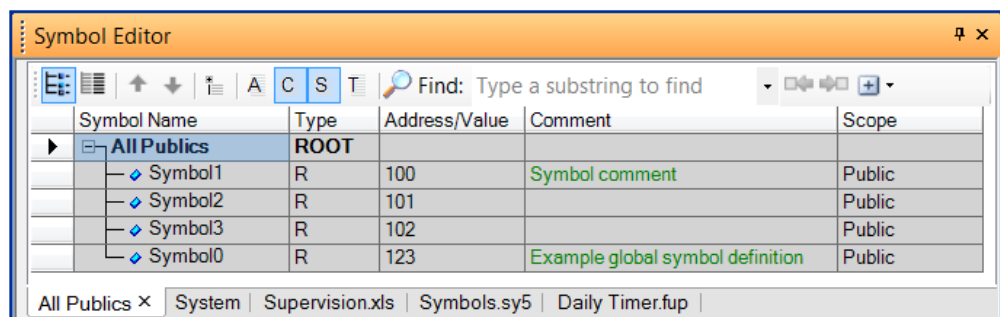 Symbol Editor
A C S T Find: Type a substring to find
Symbol Name Type Address/Value Comment Scope
All Publics ROOT
Symbol1 R 100 Symbol comment Public
Symbol2 R 101 Public
Symbol3 R 102 Public
Symbol0 R 123 Example global symbol definition Public
All Publics × System Supervision.xls Symbols.sy5 Daily Timer.fup